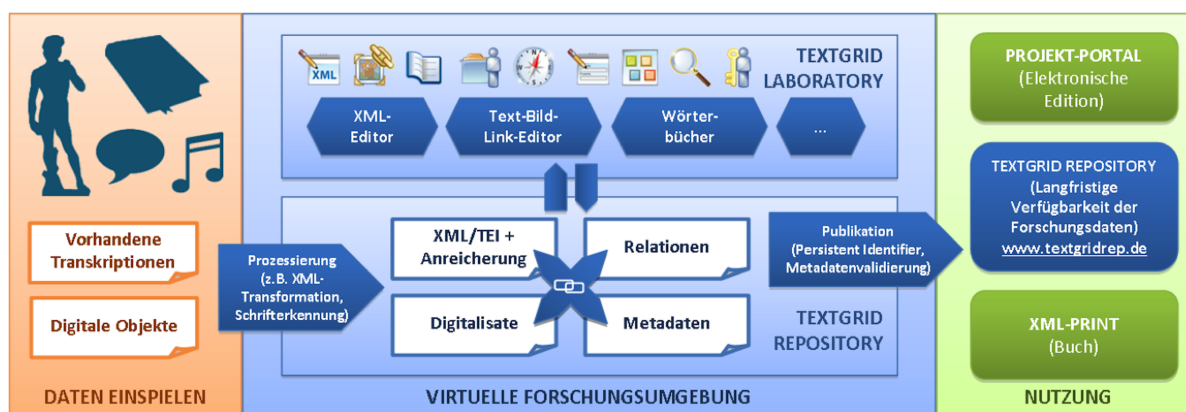 Vorhandene
Transkriptionen
Digitale Objekte
DATEN EINSPIELEN
Prozessierung
(z.B. XML-
Transformation,
Schrifterkennung)
XML
TEXTGRID
LABORATORY
XML-
Editor
Text-Bild-
Link-Editor
Wörter-
bücher
...
XML/TEI +
Anreicherung
Relationen
Digitalisate
Metadaten
TEXTGRID
REPOSITORY
Publikation
(Persistent Identifier,
Metadatenvalidierung)
VIRTUELLE FORSCHUNGSUMGEBUNG
PROJEKT-PORTAL
(Elektronische
Edition)
TEXTGRID REPOSITORY
(Langfristige
Verfügbarkeit der
Forschungsdaten)
www.textgridrep.de
XML-PRINT
(Buch)
NUTZUNG